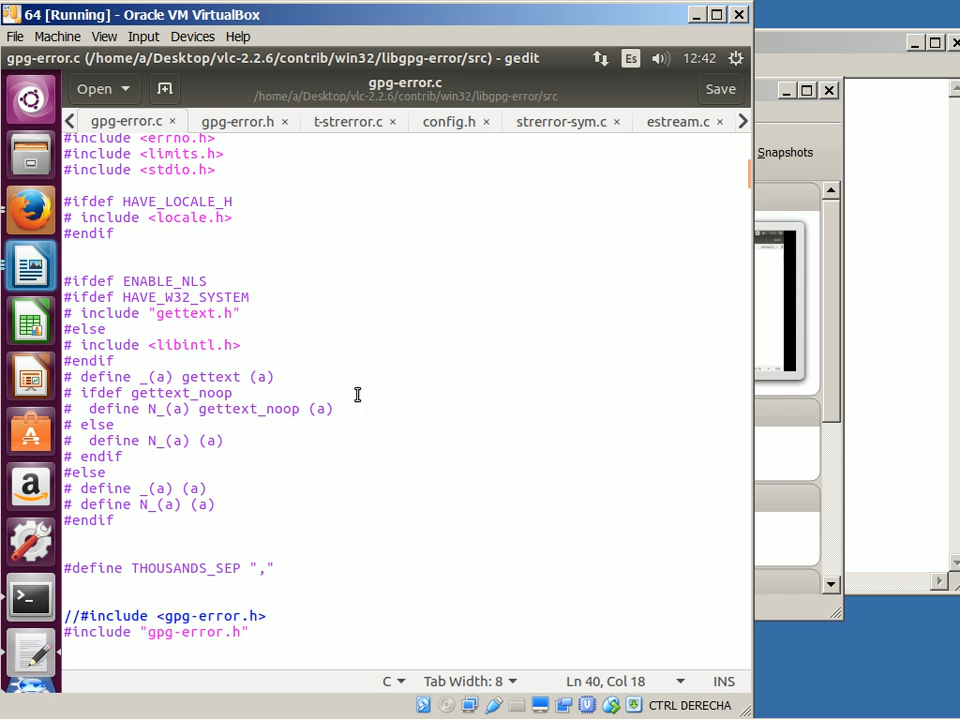 64 [Running] - Oracle VM VirtualBox
File Machine View Input Devices Help
gpg-error.c (/home/a/Desktop/vlc-2.2.6/contrib/win32/libgpg-error/src) - gedit
Es
12:42
Open
gpg-error.c
/home/a/Desktop/vlc-2.2.6/contrib/win32/libgpg-error/src
Save
gpg-error.c × gpg-error.h × t-strerror.c × config.h × strerror-sym.c × estream.c ×
#include <errno.h>
#include <limits.h>
#include <stdio.h>
#ifdef HAVE_LOCALE_H
# include <locale.h>
#endif
#ifdef ENABLE_NLS
#ifdef HAVE_W32_SYSTEM
# include "gettext.h"
#else
# include <libintl.h>
#endif
# define _(a) gettext (a)
# ifdef gettext_noop
#  define N_(a) gettext_noop (a)
# else
#  define N_(a) (a)
# endif
#else
# define _(a) (a)
# define N_(a) (a)
#endif
#define THOUSANDS_SEP ","
//#include <gpg-error.h>
#include "gpg-error.h"
C Tab Width: 8 Ln 40, Col 18 INS
CTRL DERECHA
Snapshots